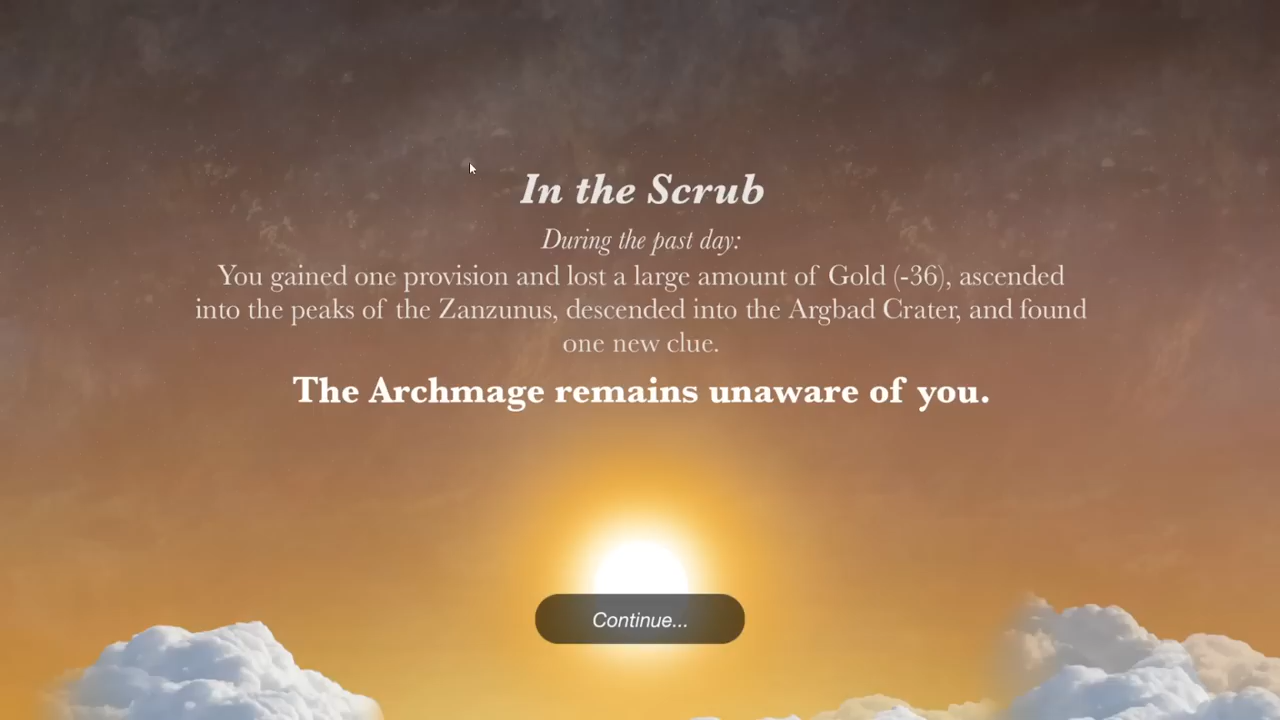 In the Scrub
During the past day:
You gained one provision and lost a large amount of Gold (-36), ascended
into the peaks of the Zanzunus, descended into the Argbad Crater, and found
one new clue.
The Archmage remains unaware of you.
Continue...